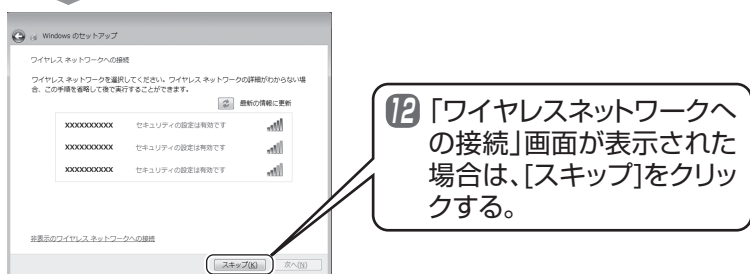 Windows のセットアップ
ワイヤレス ネットワークへの接続
ワイヤレス ネットワークを選択してください。ワイヤレス ネットワークの詳細がわからない場
合、この手順を省略して後で実行することができます。
最新の情報に更新
XXXXXXXXXX セキュリティの設定は有効です
XXXXXXXXXX セキュリティの設定は有効です
XXXXXXXXXX セキュリティの設定は有効です
非表示のワイヤレス ネットワークへの接続
スキップ(K) 次へ(N)
12 「ワイヤレスネットワークへ
の接続」画面が表示された
場合は、[スキップ]をクリッ
クする。